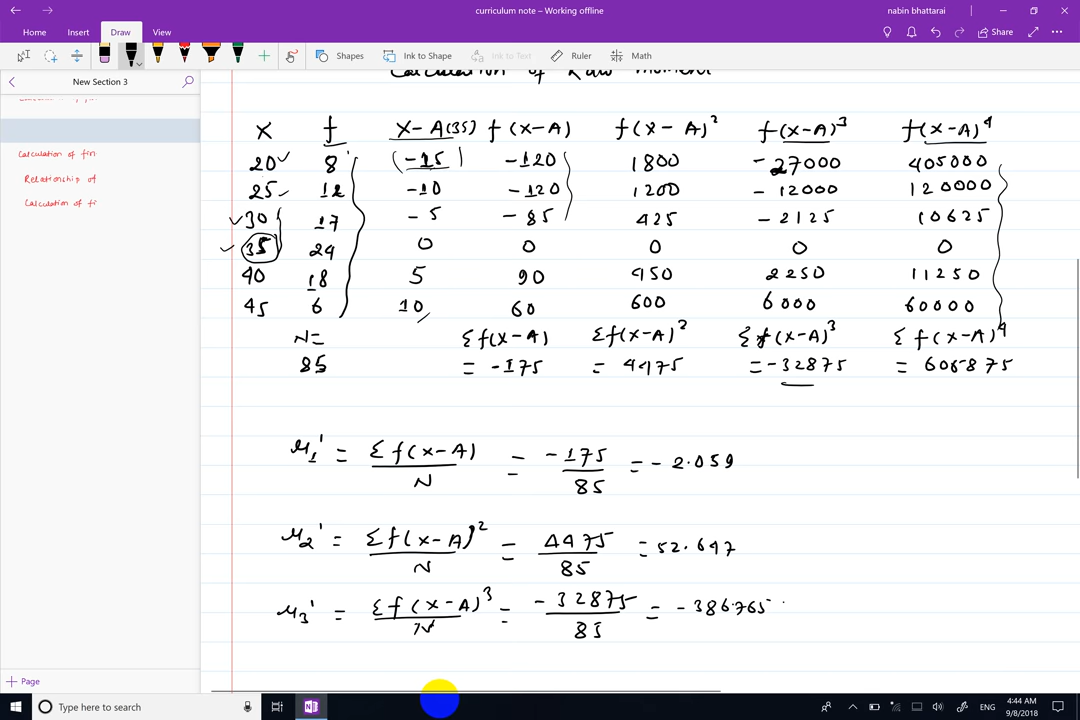 curriculum note – Working offline
nabin bhattarai
Home Insert Draw View
Share
Shapes Ink to Shape Ink to Text Ruler Math
New Section 3
Calculation of Raw moment
Calculation of fin
Relationship of
Calculation of fi
X f X-A(35) f(X-A) f(X-A)² f(X-A)³ f(X-A)⁴
20 8 (-15) -120 1800 -27000 405000
25 12 -10 -120 1200 -12000 120000
30 17 -5 -85 425 -2125 10625
35 24 0 0 0 0 0
40 18 5 90 450 2250 11250
45 6 10 60 600 6000 60000
N= Σf(X-A) Σf(X-A)² Σf(X-A)³ Σf(X-A)⁴
85 = -175 = 4475 = -32875 = 606875
μ₁' = Σf(X-A)/N = -175/85 = -2.059
μ₂' = Σf(X-A)²/N = 4475/85 = 52.647
μ₃' = Σf(X-A)³/N = -32875/85 = -386.765
Page
Type here to search
ENG
4:44 AM
9/8/2018